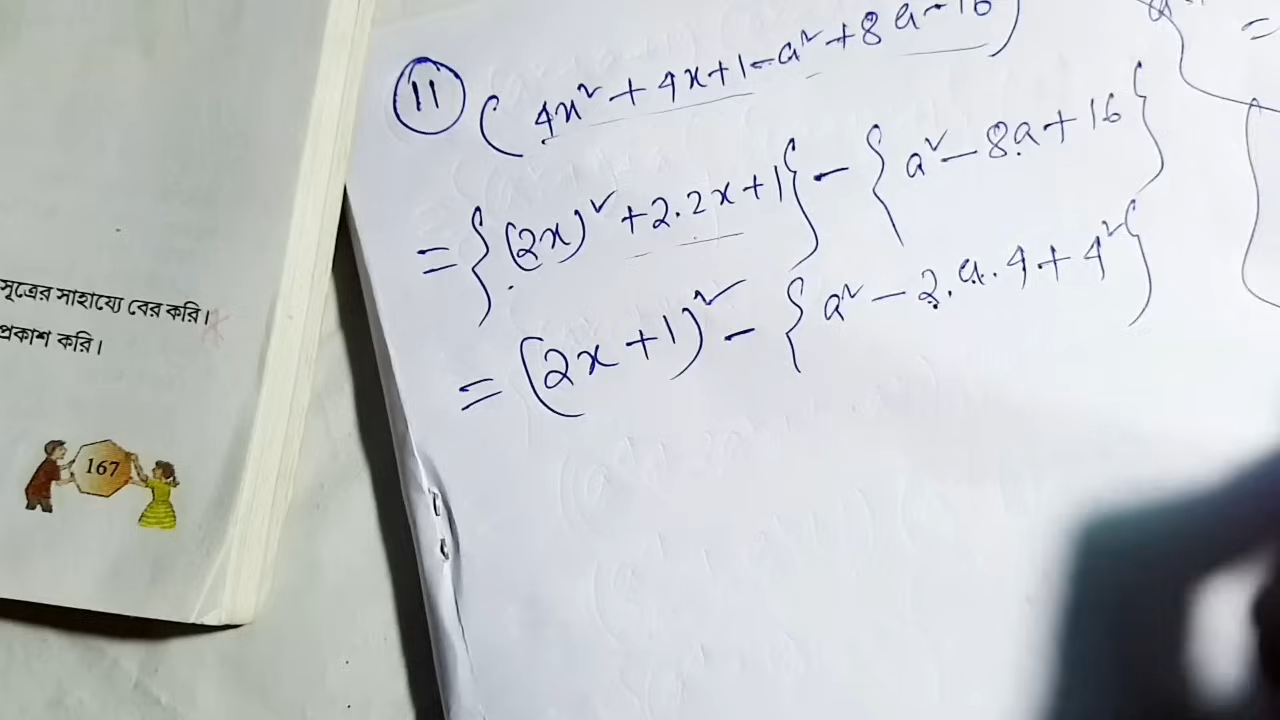 11 (4x² + 4x + 1 - a² + 8a - 16)
= {(2x)² + 2.2x + 1} - {a² - 8a + 16}
= (2x + 1)² - {a² - 2.a.4 + 4²}
সূত্রের সাহায্যে বের করি।
প্রকাশ করি।
167